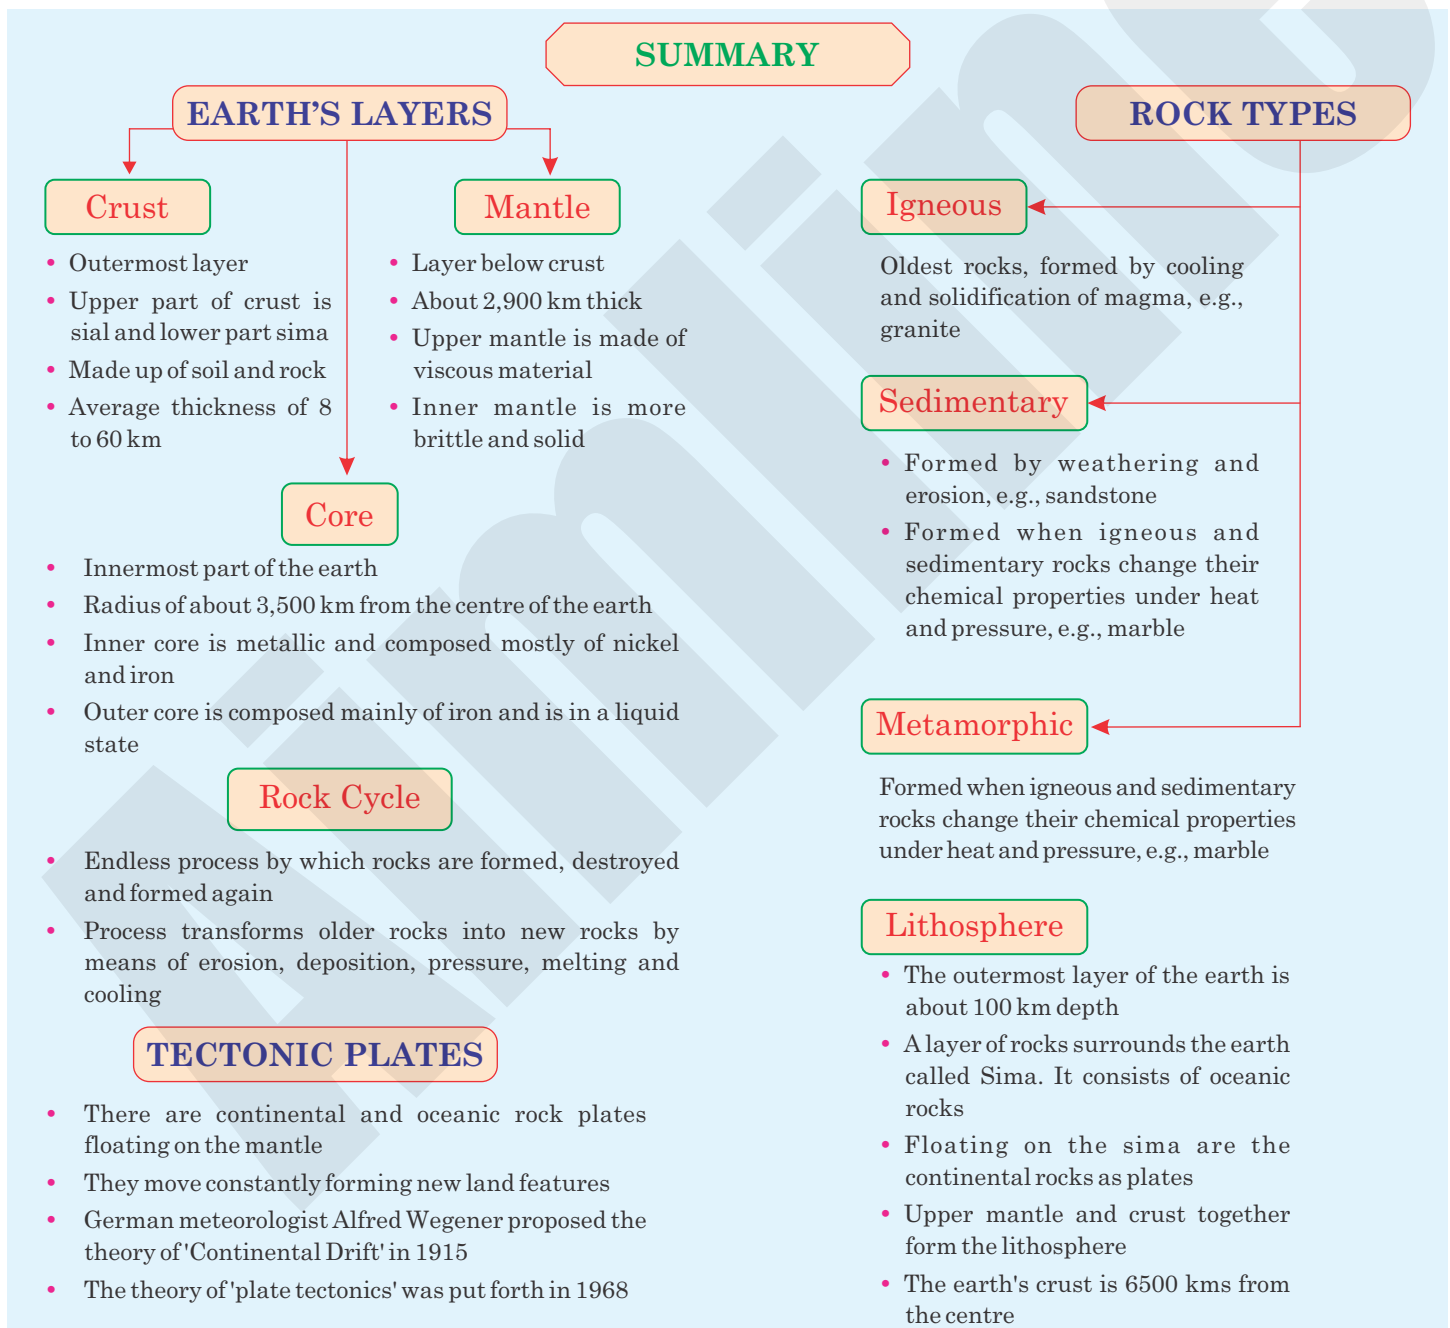 SUMMARY
EARTH'S LAYERS
Crust
• Outermost layer
• Upper part of crust is
sial and lower part sima
• Made up of soil and rock
• Average thickness of 8
to 60 km
Mantle
• Layer below crust
• About 2,900 km thick
• Upper mantle is made of
viscous material
• Inner mantle is more
brittle and solid
Core
• Innermost part of the earth
• Radius of about 3,500 km from the centre of the earth
• Inner core is metallic and composed mostly of nickel
and iron
• Outer core is composed mainly of iron and is in a liquid
state
Rock Cycle
• Endless process by which rocks are formed, destroyed
and formed again
• Process transforms older rocks into new rocks by
means of erosion, deposition, pressure, melting and
cooling
TECTONIC PLATES
• There are continental and oceanic rock plates
floating on the mantle
• They move constantly forming new land features
• German meteorologist Alfred Wegener proposed the
theory of 'Continental Drift' in 1915
• The theory of 'plate tectonics' was put forth in 1968
ROCK TYPES
Igneous
Oldest rocks, formed by cooling
and solidification of magma, e.g.,
granite
Sedimentary
• Formed by weathering and
erosion, e.g., sandstone
• Formed when igneous and
sedimentary rocks change their
chemical properties under heat
and pressure, e.g., marble
Metamorphic
Formed when igneous and sedimentary
rocks change their chemical properties
under heat and pressure, e.g., marble
Lithosphere
• The outermost layer of the earth is
about 100 km depth
• A layer of rocks surrounds the earth
called Sima. It consists of oceanic
rocks
• Floating on the sima are the
continental rocks as plates
• Upper mantle and crust together
form the lithosphere
• The earth's crust is 6500 kms from
the centre